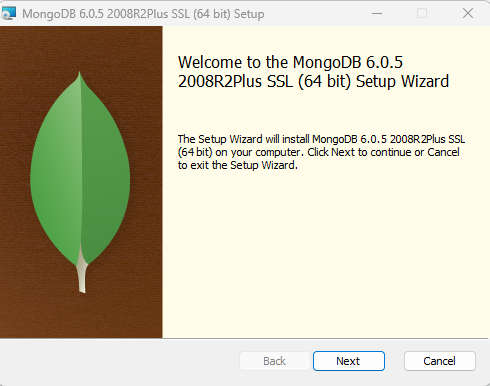 MongoDB 6.0.5 2008R2Plus SSL (64 bit) Setup
Welcome to the MongoDB 6.0.5
2008R2Plus SSL (64 bit) Setup Wizard
The Setup Wizard will install MongoDB 6.0.5 2008R2Plus SSL
(64 bit) on your computer. Click Next to continue or Cancel
to exit the Setup Wizard.
Back
Next
Cancel